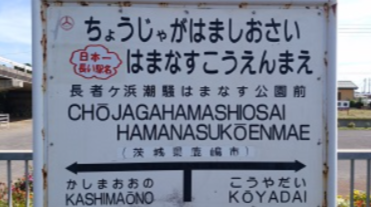 ちょうじゃがはましおさい
日本一
長い駅名
はまなすこうえんまえ
長者ヶ浜潮騒はまなす公園前
CHŌJAGAHAMASHIOSAI
HAMANASUKŌENMAE
(茨城県鹿嶋市)
かしまおおの
こうやだい
KASHIMAŌNO
KŌYADAI